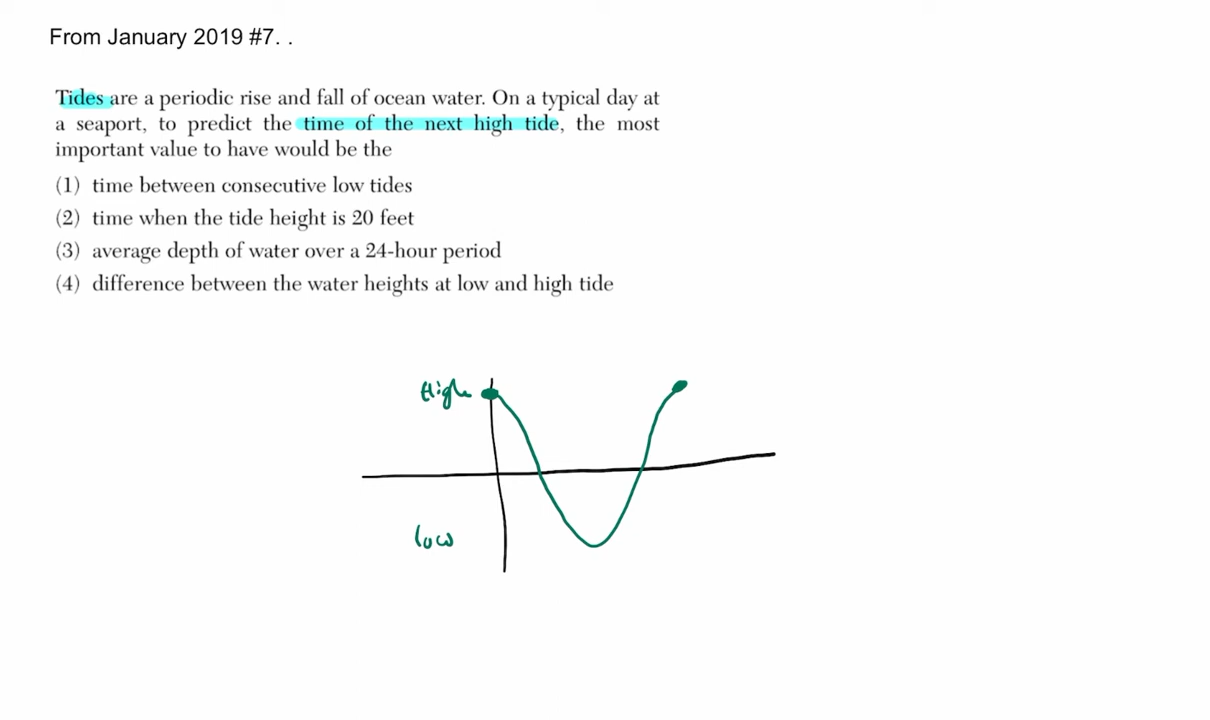 From January 2019 #7. .
Tides are a periodic rise and fall of ocean water. On a typical day at
a seaport, to predict the time of the next high tide, the most
important value to have would be the
(1) time between consecutive low tides
(2) time when the tide height is 20 feet
(3) average depth of water over a 24-hour period
(4) difference between the water heights at low and high tide
High
low